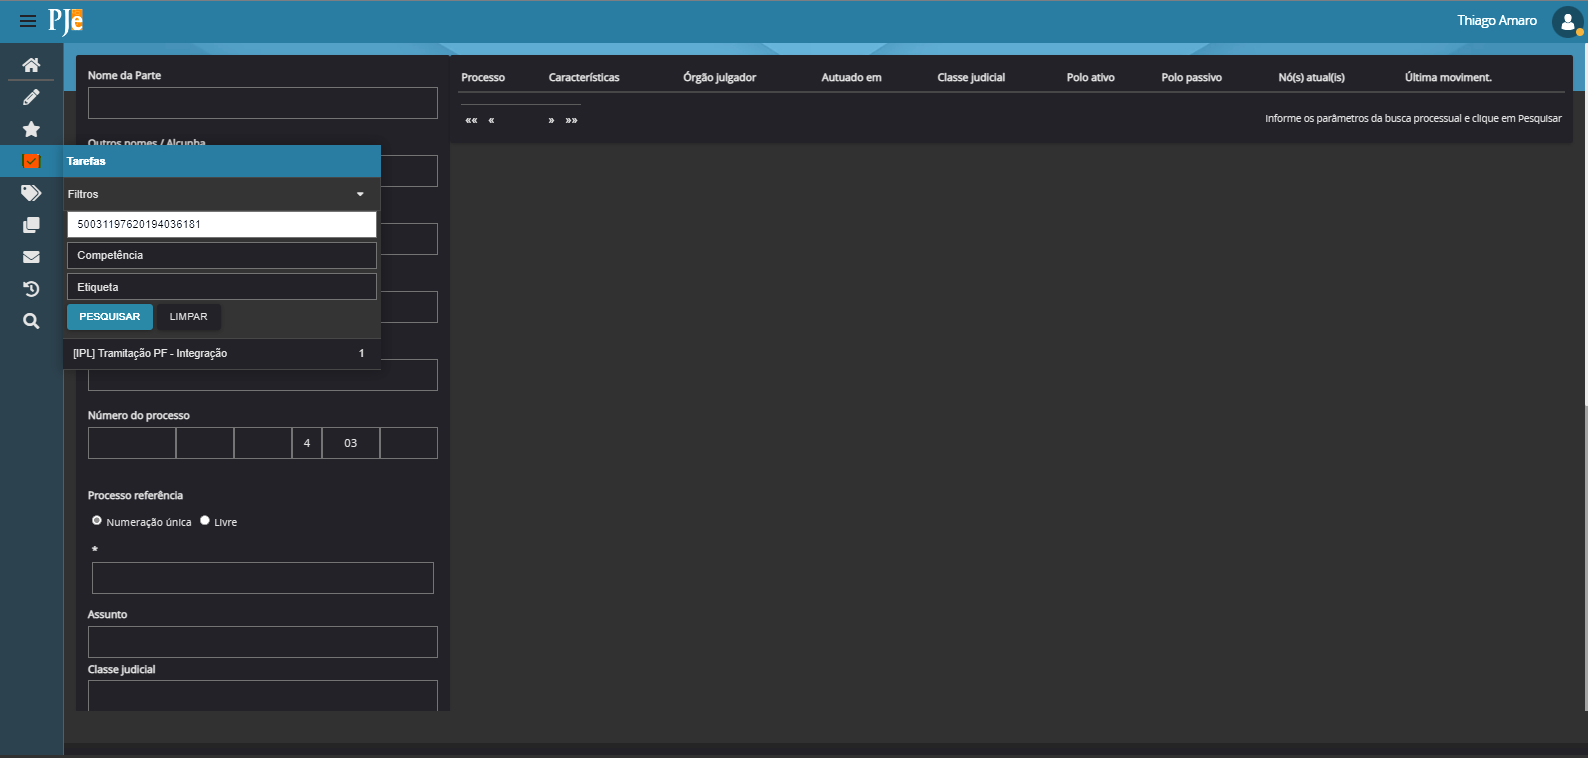 PJe
Thiago Amaro
Nome da Parte
Outros nomes / Alcunha
Tarefas
Filtros
50031197620194036181
Competência
Etiqueta
PESQUISAR LIMPAR
[IPL] Tramitação PF - Integração 1
Número do processo
4 03
Processo referência
Numeração única Livre
*
Assunto
Classe judicial
Processo Características Órgão julgador Autuado em Classe judicial Polo ativo Polo passivo Nó(s) atual(is) Última moviment.
«« « » »»
Informe os parâmetros da busca processual e clique em Pesquisar